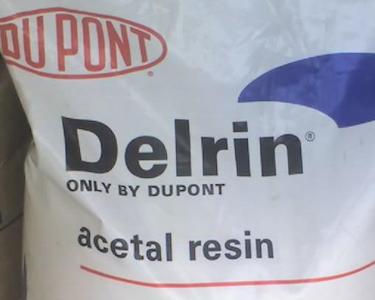 DU PONT
Delrin®
ONLY BY DUPONT
acetal resin